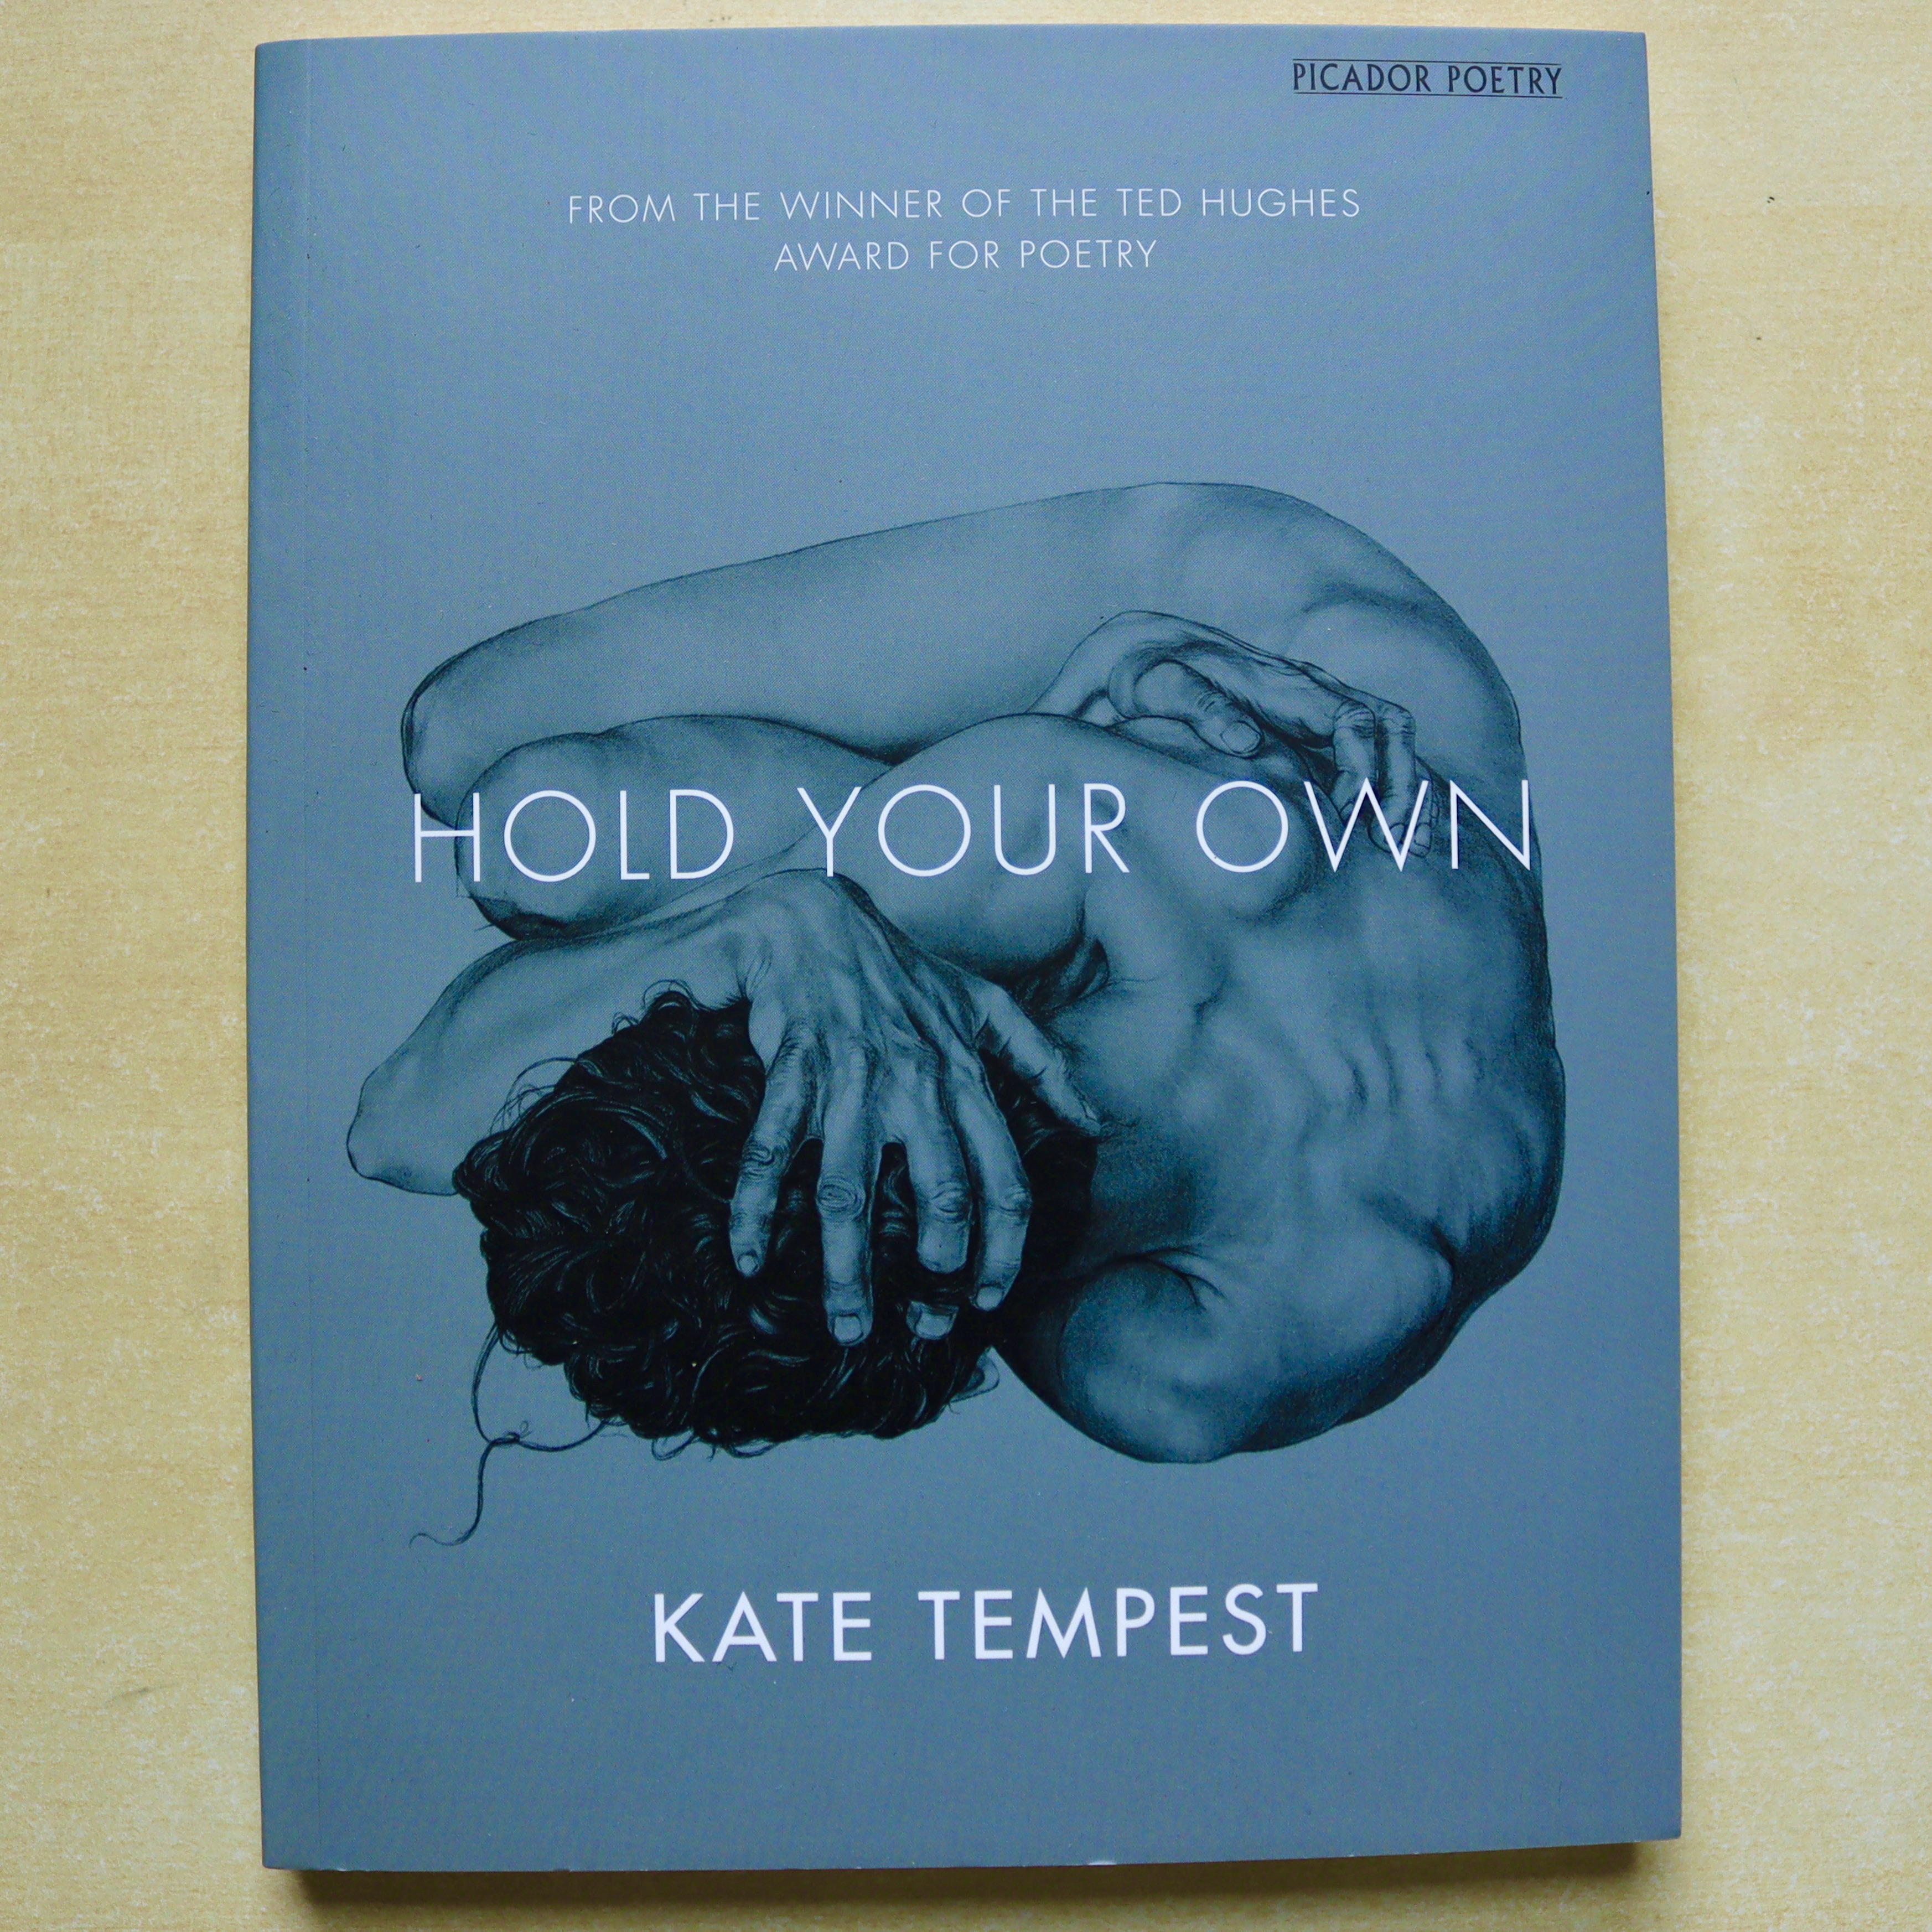 PICADOR POETRY
FROM THE WINNER OF THE TED HUGHES
AWARD FOR POETRY
HOLD YOUR OWN
KATE TEMPEST